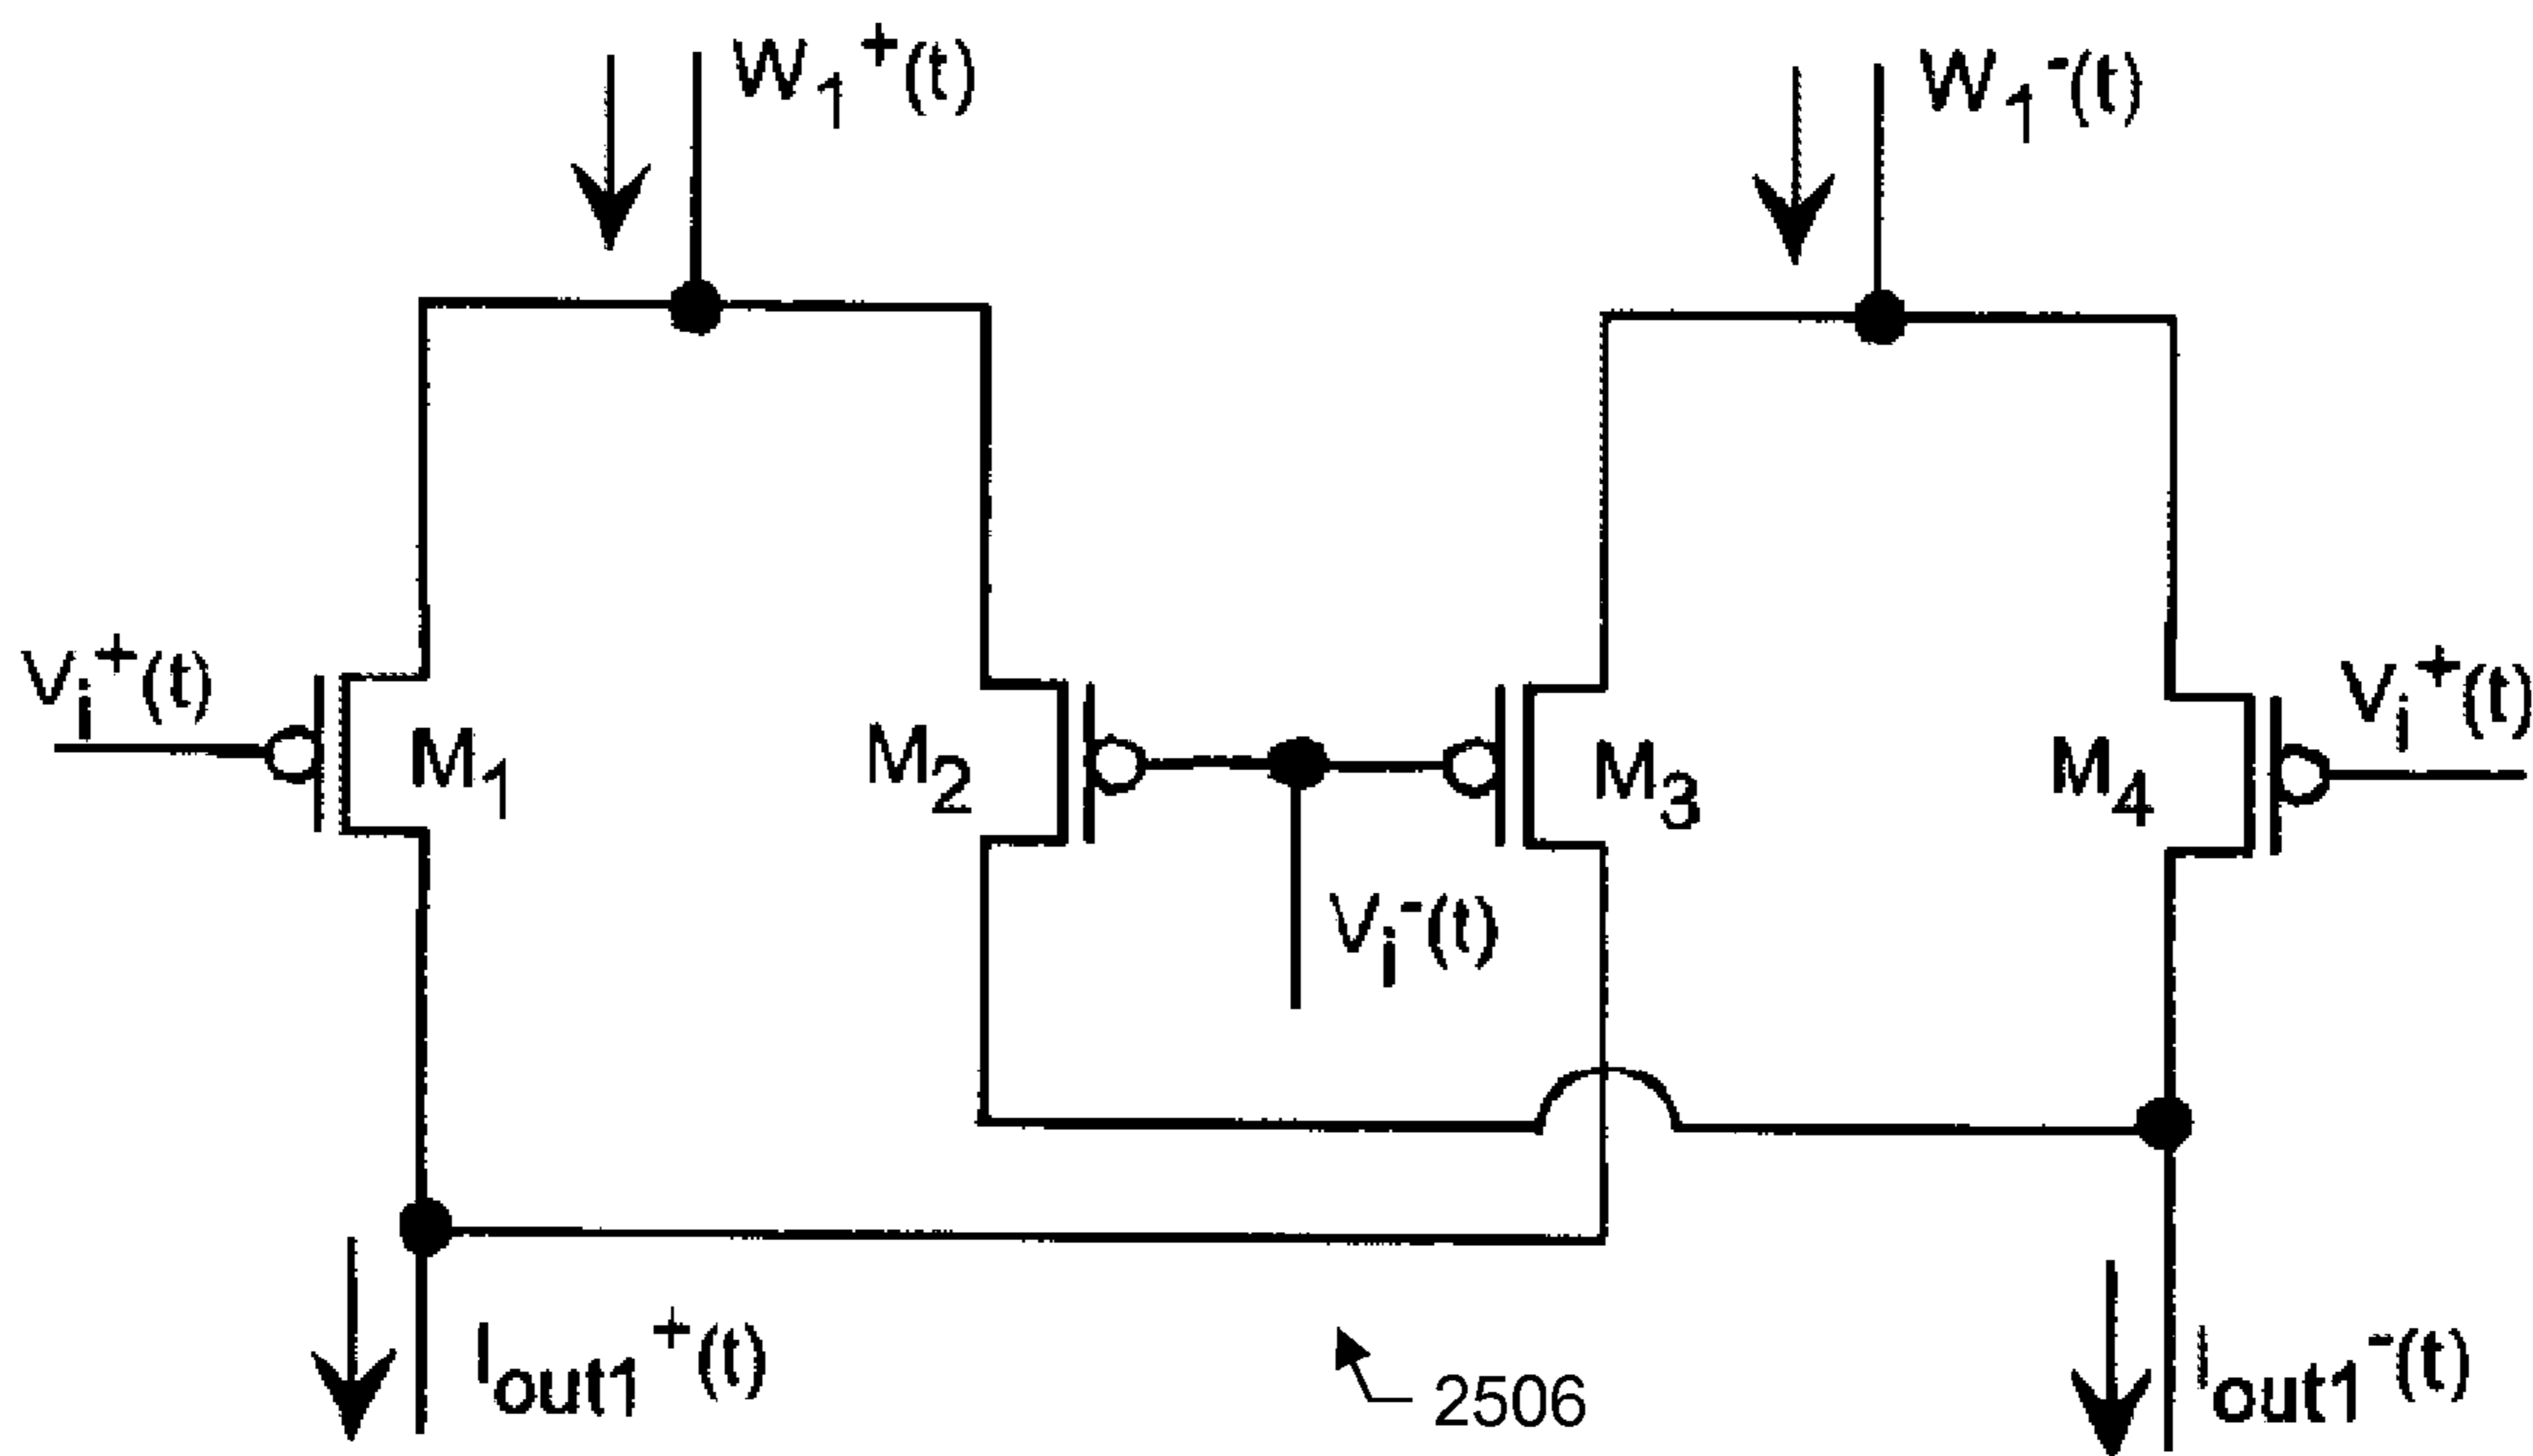 W₁⁺(t)
W₁⁻(t)
Vᵢ⁺(t)
M₁
M₂
M₃
M₄
Vᵢ⁺(t)
Vᵢ⁻(t)
Iout1⁺(t)
2506
Iout1⁻(t)